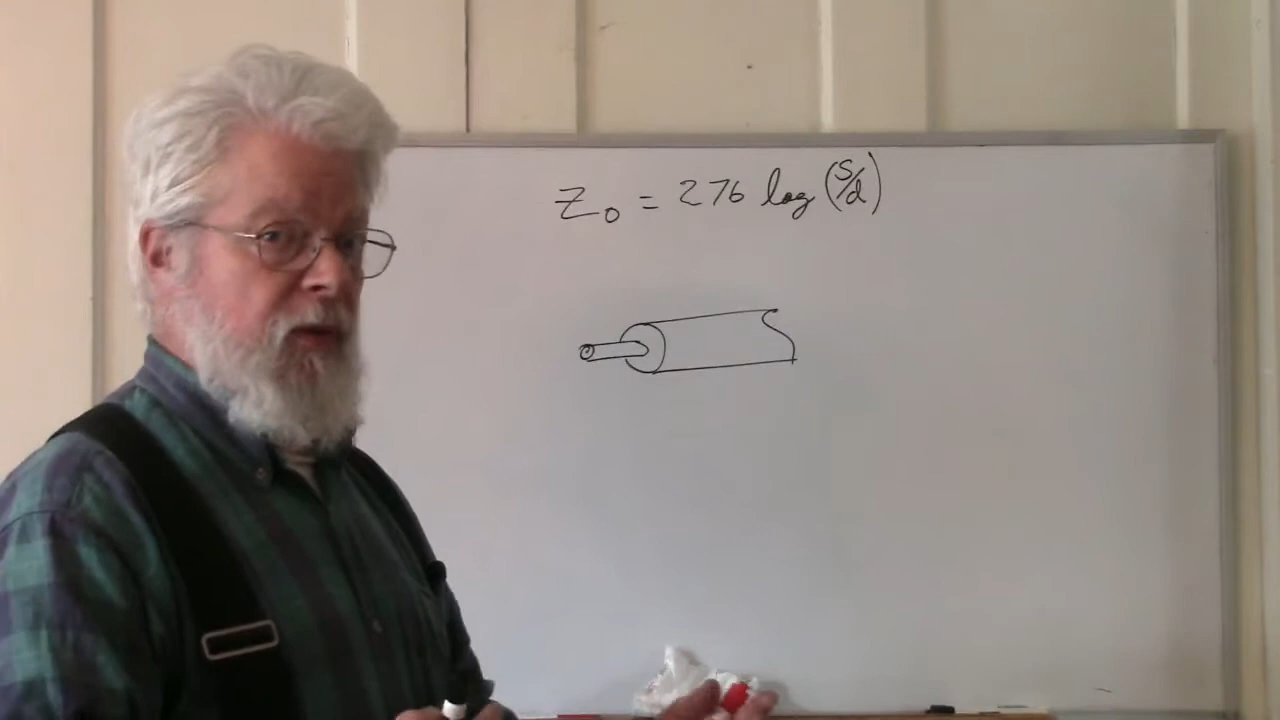 Z₀ = 276 log (s/d)